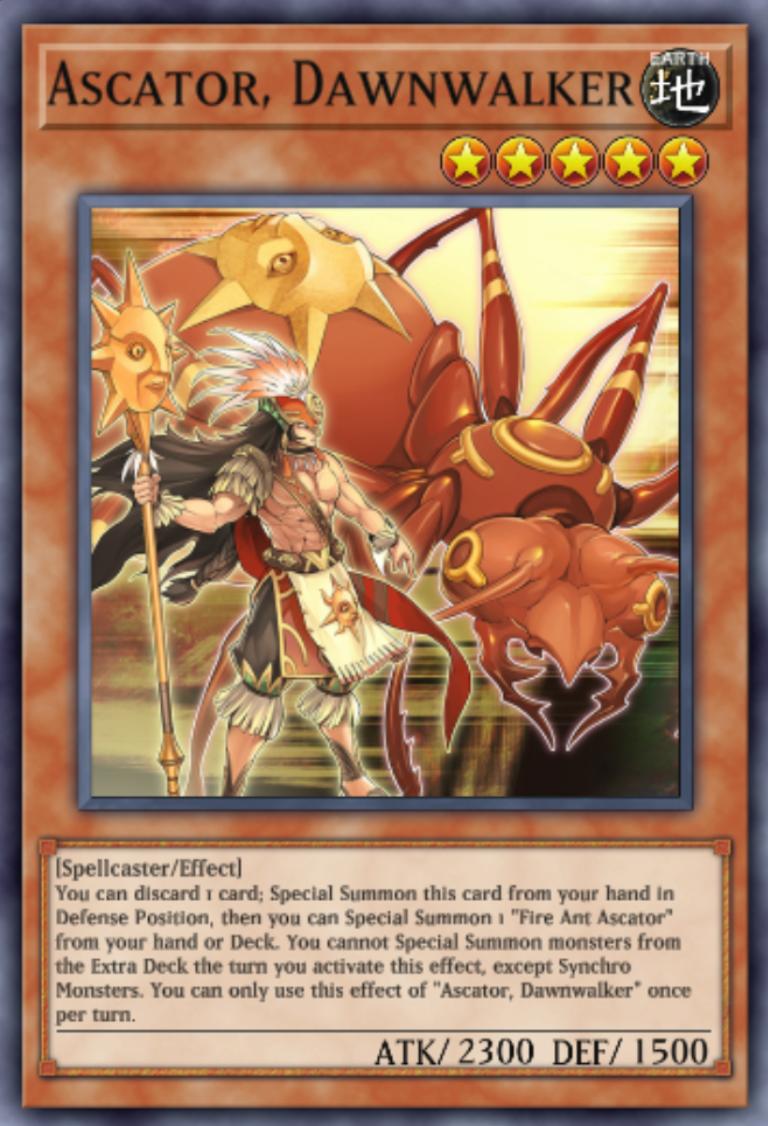 ASCATOR, DAWNWALKER
EARTH
地
[Spellcaster/Effect]
You can discard 1 card; Special Summon this card from your hand in
Defense Position, then you can Special Summon 1 "Fire Ant Ascator"
from your hand or Deck. You cannot Special Summon monsters from
the Extra Deck the turn you activate this effect, except Synchro
Monsters. You can only use this effect of "Ascator, Dawnwalker" once
per turn.
ATK/ 2300 DEF/ 1500